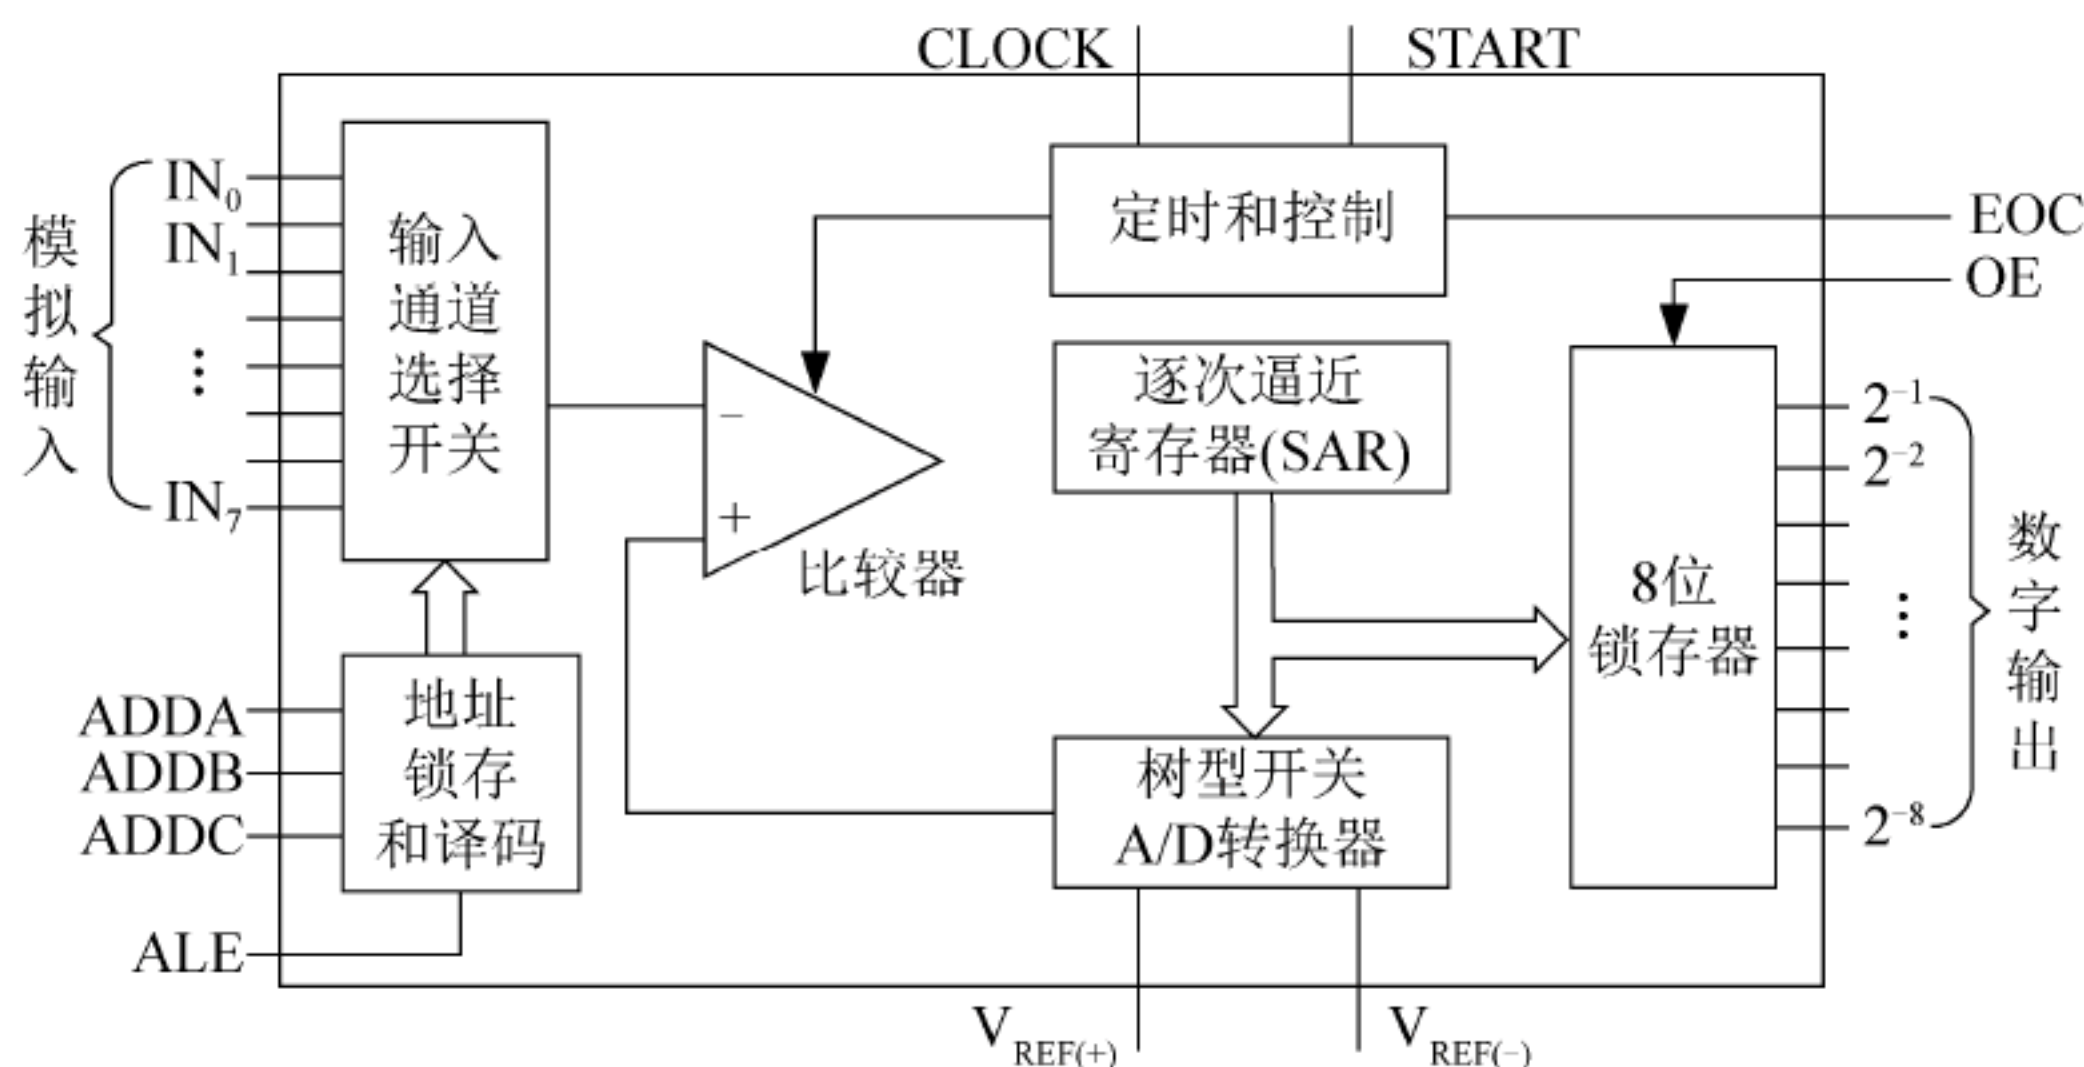 CLOCK
START
模拟输入
IN₀
IN₁
⋮
IN₇
输入
通道
选择
开关
定时和控制
EOC
OE
逐次逼近
寄存器(SAR)
−
+
比较器
8位
锁存器
2⁻¹
2⁻²
⋮
2⁻⁸
数字输出
ADDA
ADDB
ADDC
地址
锁存
和译码
树型开关
A/D转换器
ALE
V_REF(+)
V_REF(−)